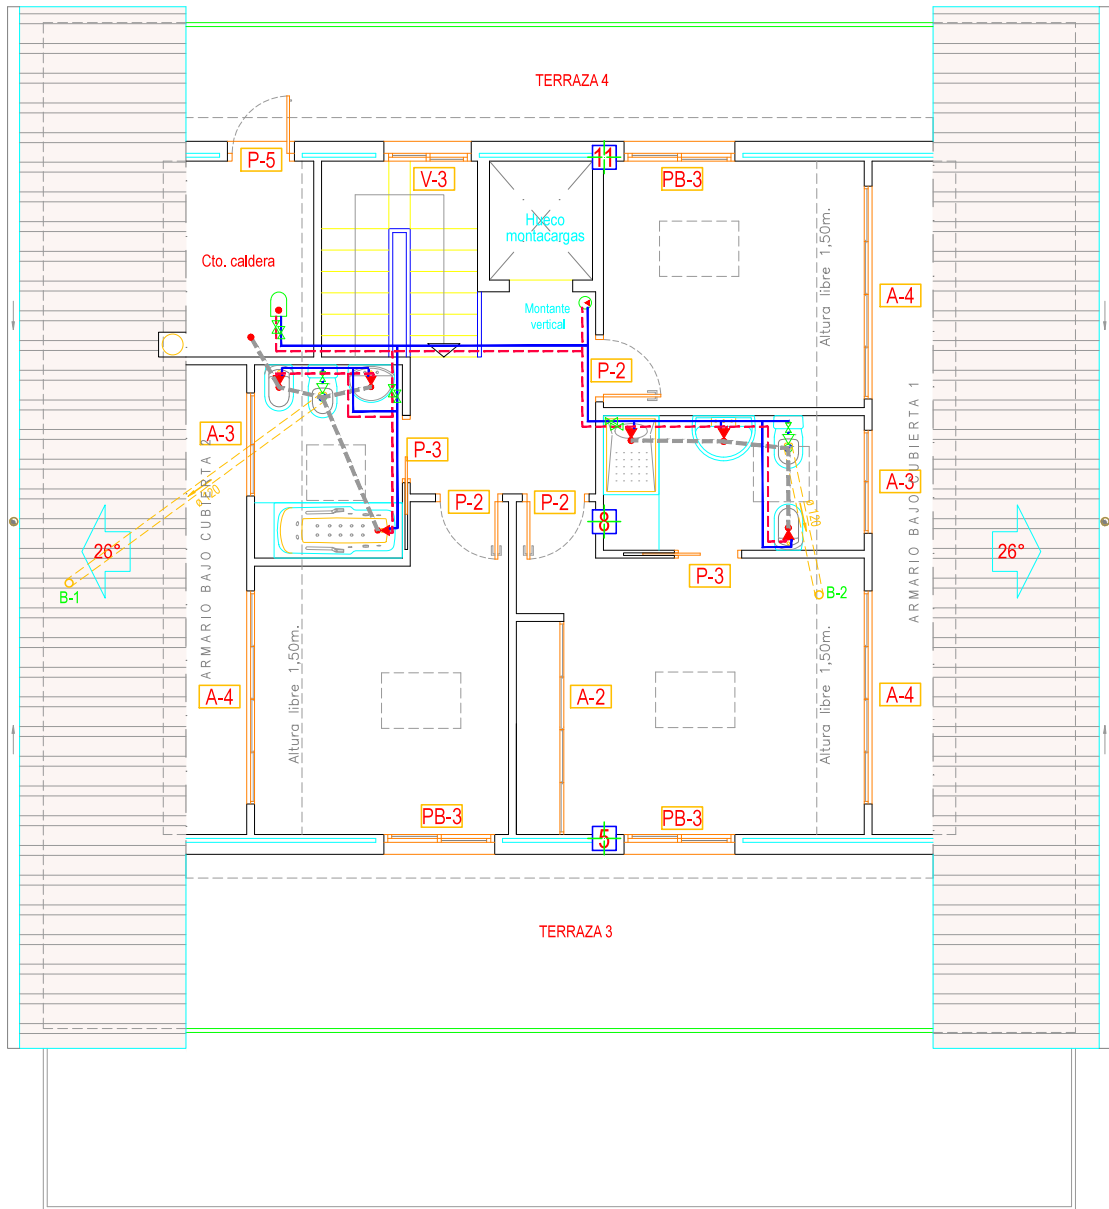 TERRAZA 4
P-5
11
V-3
PB-3
Hueco
montacargas
Altura libre 1,50m.
Cto. caldera
A-4
Montante
vertical
P-2
ARMARIO BAJO CUBIERTA 1
A-3
P-3
A-3
ARMARIO BAJO CUBIERTA 2
P-2
P-2
8
26°
26°
B-1
P-3
B-2
Altura libre 1,50m.
Altura libre 1,50m.
A-4
A-2
A-4
PB-3
PB-3
5
TERRAZA 3